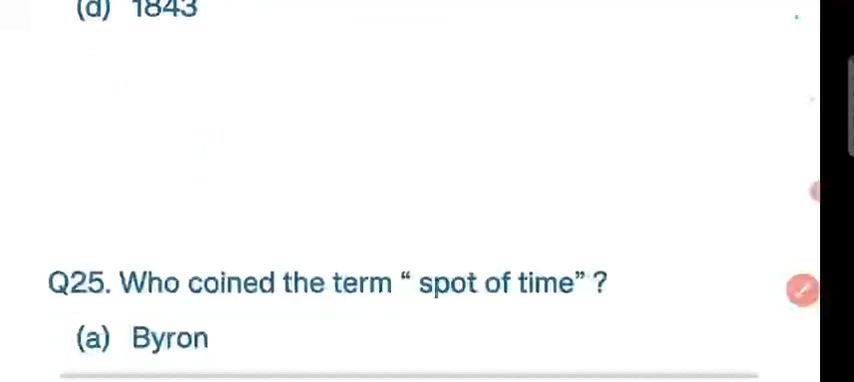 (d) 1843
Q25. Who coined the term “ spot of time” ?
(a) Byron